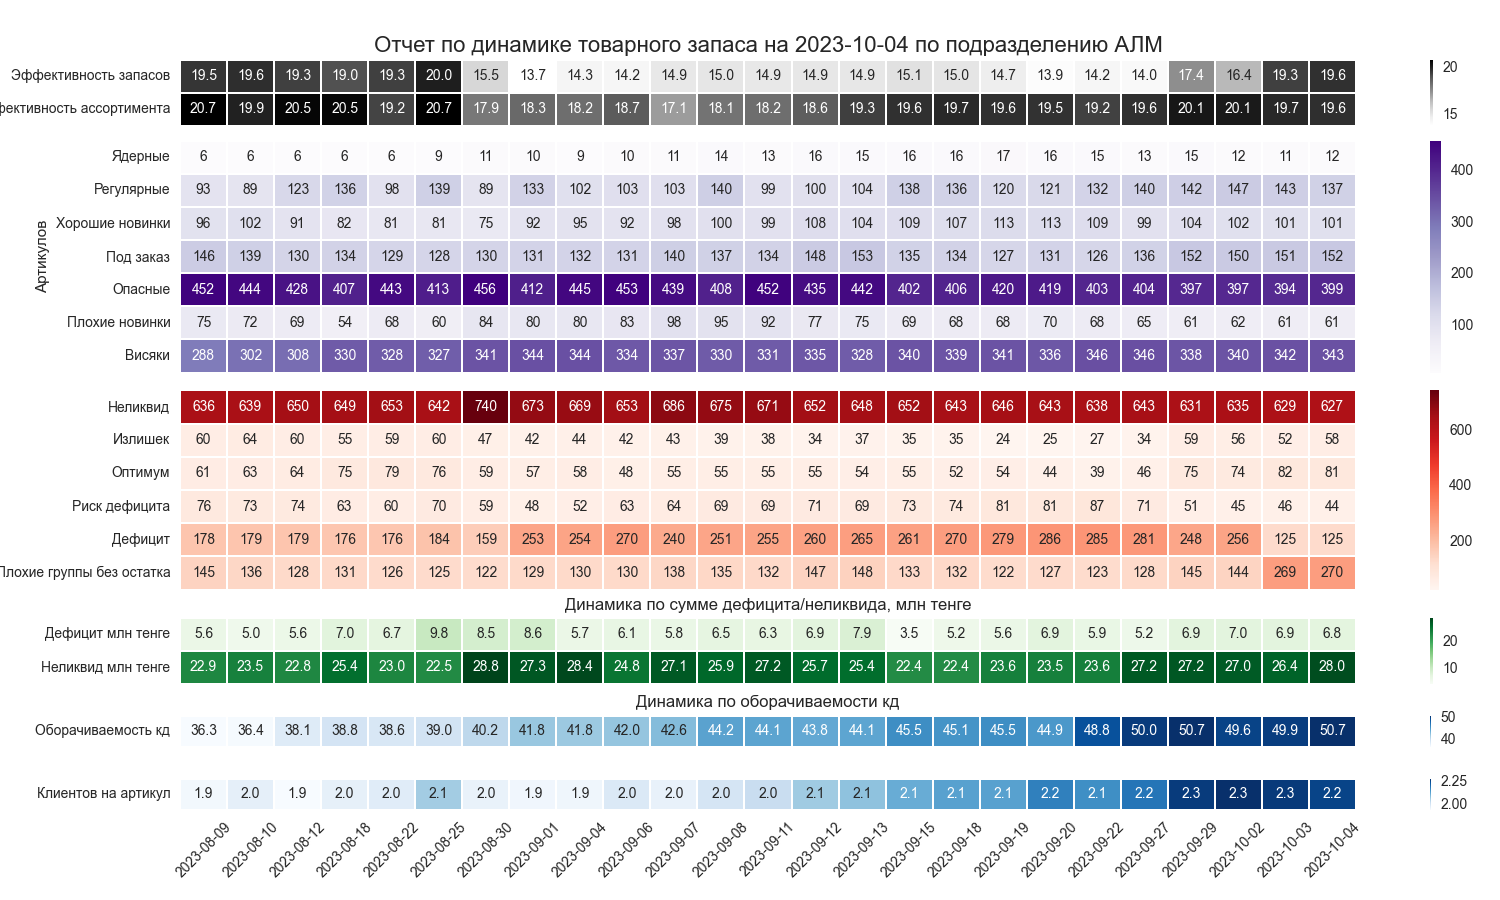 Отчет по динамике товарного запаса на 2023-10-04 по подразделению АЛМ
Эффективность запасов 19.5 19.6 19.3 19.0 19.3 20.0 15.5 13.7 14.3 14.2 14.9 15.0 14.9 14.9 14.9 15.1 15.0 14.7 13.9 14.2 14.0 17.4 16.4 19.3 19.6
фективность ассортимента 20.7 19.9 20.5 20.5 19.2 20.7 17.9 18.3 18.2 18.7 17.1 18.1 18.2 18.6 19.3 19.6 19.7 19.6 19.5 19.2 19.6 20.1 20.1 19.7 19.6
20
15
Артикулов
Ядерные 6 6 6 6 6 9 11 10 9 10 11 14 13 16 15 16 16 17 16 15 13 15 12 11 12
Регулярные 93 89 123 136 98 139 89 133 102 103 103 140 99 100 104 138 136 120 121 132 140 142 147 143 137
Хорошие новинки 96 102 91 82 81 81 75 92 95 92 98 100 99 108 104 109 107 113 113 109 99 104 102 101 101
Под заказ 146 139 130 134 129 128 130 131 132 131 140 137 134 148 153 135 134 127 131 126 136 152 150 151 152
Опасные 452 444 428 407 443 413 456 412 445 453 439 408 452 435 442 402 406 420 419 403 404 397 397 394 399
Плохие новинки 75 72 69 54 68 60 84 80 80 83 98 95 92 77 75 69 68 68 70 68 65 61 62 61 61
Висяки 288 302 308 330 328 327 341 344 344 334 337 330 331 335 328 340 339 341 336 346 346 338 340 342 343
400
300
200
100
Неликвид 636 639 650 649 653 642 740 673 669 653 686 675 671 652 648 652 643 646 643 638 643 631 635 629 627
Излишек 60 64 60 55 59 60 47 42 44 42 43 39 38 34 37 35 35 24 25 27 34 59 56 52 58
Оптимум 61 63 64 75 79 76 59 57 58 48 55 55 55 55 54 55 52 54 44 39 46 75 74 82 81
Риск дефицита 76 73 74 63 60 70 59 48 52 63 64 69 69 71 69 73 74 81 81 87 71 51 45 46 44
Дефицит 178 179 179 176 176 184 159 253 254 270 240 251 255 260 265 261 270 279 286 285 281 248 256 125 125
Плохие группы без остатка 145 136 128 131 126 125 122 129 130 130 138 135 132 147 148 133 132 122 127 123 128 145 144 269 270
600
400
200
Динамика по сумме дефицита/неликвида, млн тенге
Дефицит млн тенге 5.6 5.0 5.6 7.0 6.7 9.8 8.5 8.6 5.7 6.1 5.8 6.5 6.3 6.9 7.9 3.5 5.2 5.6 6.9 5.9 5.2 6.9 7.0 6.9 6.8
Неликвид млн тенге 22.9 23.5 22.8 25.4 23.0 22.5 28.8 27.3 28.4 24.8 27.1 25.9 27.2 25.7 25.4 22.4 22.4 23.6 23.5 23.6 27.2 27.2 27.0 26.4 28.0
20
10
Динамика по оборачиваемости кд
Оборачиваемость кд 36.3 36.4 38.1 38.8 38.6 39.0 40.2 41.8 41.8 42.0 42.6 44.2 44.1 43.8 44.1 45.5 45.1 45.5 44.9 48.8 50.0 50.7 49.6 49.9 50.7
50
40
Клиентов на артикул 1.9 2.0 1.9 2.0 2.0 2.1 2.0 1.9 1.9 2.0 2.0 2.0 2.0 2.1 2.1 2.1 2.1 2.1 2.2 2.1 2.2 2.3 2.3 2.3 2.2
2.25
2.00
2023-08-09 2023-08-10 2023-08-12 2023-08-18 2023-08-22 2023-08-25 2023-08-30 2023-09-01 2023-09-04 2023-09-06 2023-09-07 2023-09-08 2023-09-11 2023-09-12 2023-09-13 2023-09-15 2023-09-18 2023-09-19 2023-09-20 2023-09-22 2023-09-27 2023-09-29 2023-10-02 2023-10-03 2023-10-04